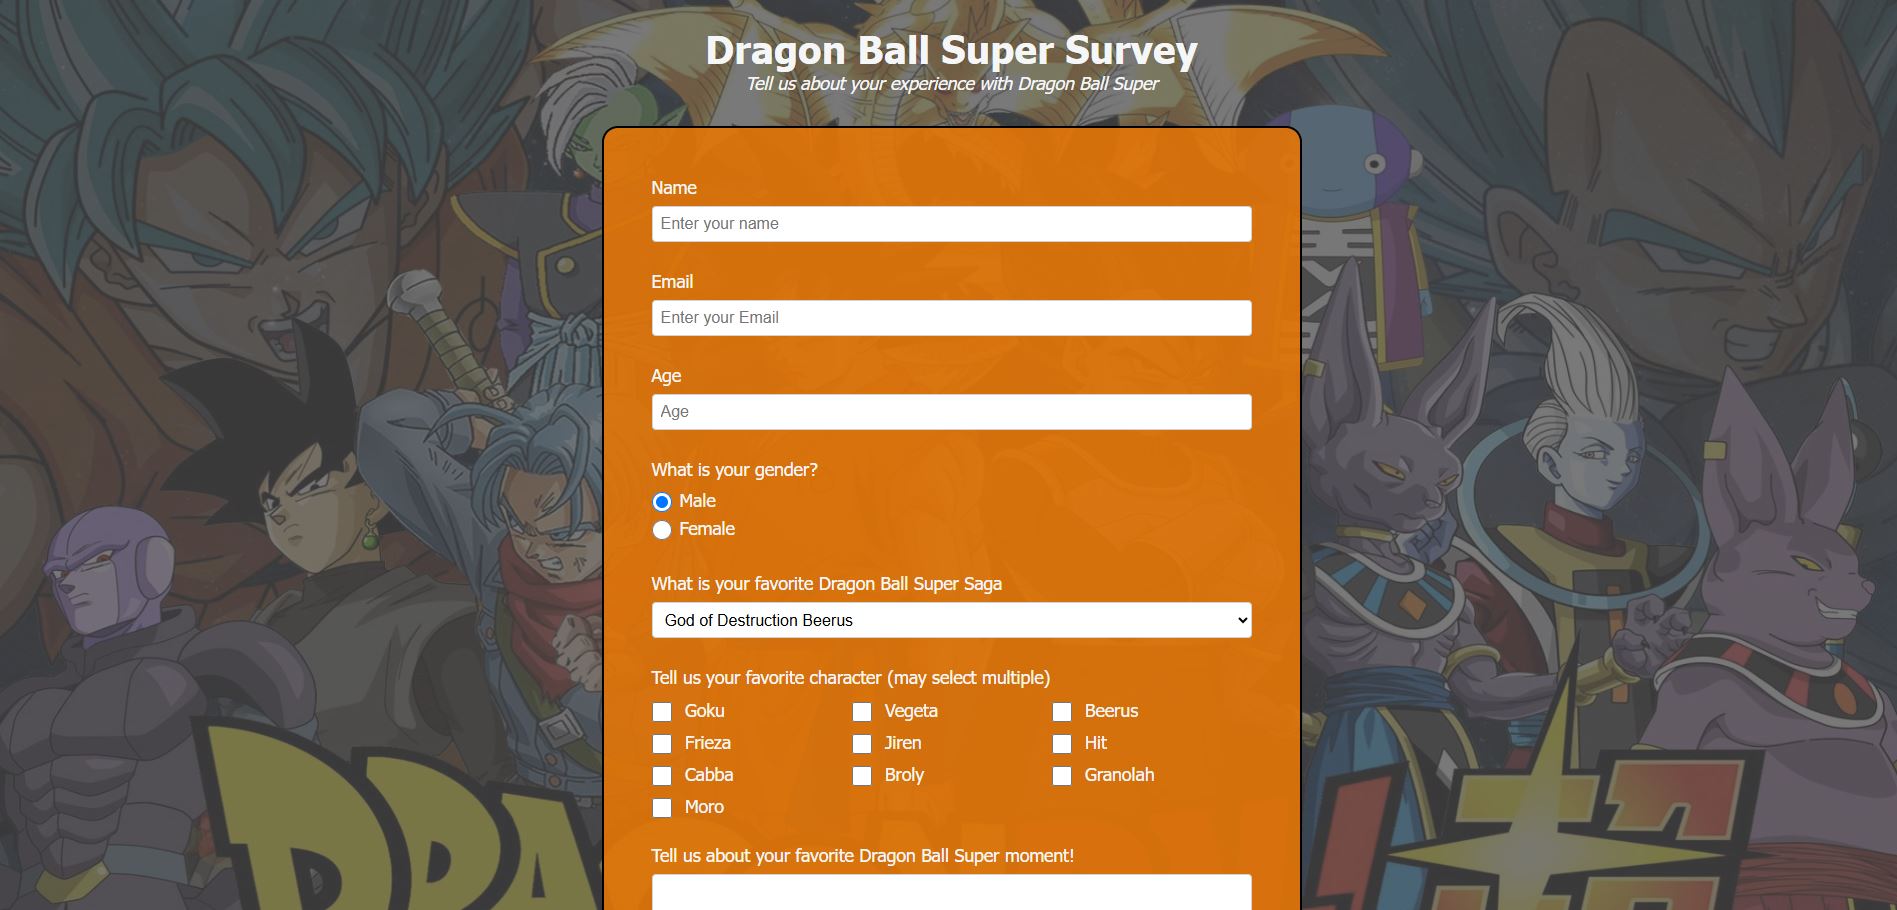 Dragon Ball Super Survey
Tell us about your experience with Dragon Ball Super
Name
Enter your name
Email
Enter your Email
Age
Age
What is your gender?
Male
Female
What is your favorite Dragon Ball Super Saga
God of Destruction Beerus
Tell us your favorite character (may select multiple)
Goku Vegeta Beerus
Frieza Jiren Hit
Cabba Broly Granolah
Moro
Tell us about your favorite Dragon Ball Super moment!
DRA
超